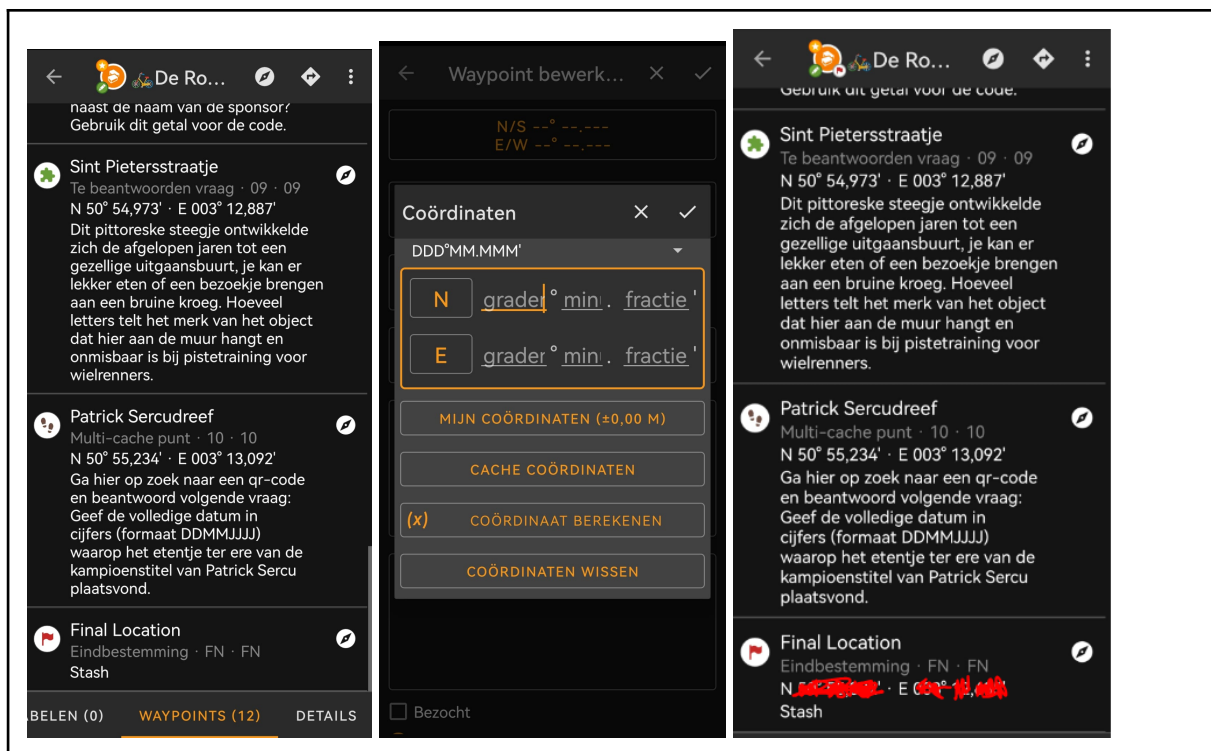 De Ro...
naast de naam van de sponsor?
Gebruik dit getal voor de code.
Sint Pietersstraatje
Te beantwoorden vraag · 09 · 09
N 50° 54,973' · E 003° 12,887'
Dit pittoreske steegje ontwikkelde
zich de afgelopen jaren tot een
gezellige uitgaansbuurt, je kan er
lekker eten of een bezoekje brengen
aan een bruine kroeg. Hoeveel
letters telt het merk van het object
dat hier aan de muur hangt en
onmisbaar is bij pistetraining voor
wielrenners.
Patrick Sercudreef
Multi-cache punt · 10 · 10
N 50° 55,234' · E 003° 13,092'
Ga hier op zoek naar een qr-code
en beantwoord volgende vraag:
Geef de volledige datum in
cijfers (formaat DDMMJJJJ)
waarop het etentje ter ere van de
kampioenstitel van Patrick Sercu
plaatsvond.
Final Location
Eindbestemming · FN · FN
Stash
BELEN (0) WAYPOINTS (12) DETAILS
Waypoint bewerk...
N/S --° --.---
E/W --° --.---
Coördinaten
DDD°MM.MMM'
N grader ° min . fractie '
E grader ° min . fractie '
MIJN COÖRDINATEN (±0,00 M)
CACHE COÖRDINATEN
(x) COÖRDINAAT BEREKENEN
COÖRDINATEN WISSEN
Bezocht
De Ro...
Gebruik dit getal voor de code.
Sint Pietersstraatje
Te beantwoorden vraag · 09 · 09
N 50° 54,973' · E 003° 12,887'
Dit pittoreske steegje ontwikkelde
zich de afgelopen jaren tot een
gezellige uitgaansbuurt, je kan er
lekker eten of een bezoekje brengen
aan een bruine kroeg. Hoeveel
letters telt het merk van het object
dat hier aan de muur hangt en
onmisbaar is bij pistetraining voor
wielrenners.
Patrick Sercudreef
Multi-cache punt · 10 · 10
N 50° 55,234' · E 003° 13,092'
Ga hier op zoek naar een qr-code
en beantwoord volgende vraag:
Geef de volledige datum in
cijfers (formaat DDMMJJJJ)
waarop het etentje ter ere van de
kampioenstitel van Patrick Sercu
plaatsvond.
Final Location
Eindbestemming · FN · FN
N · E
Stash